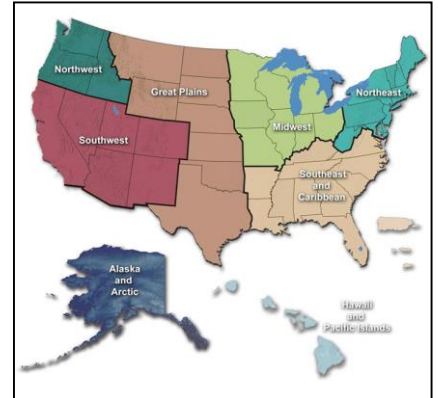 Northwest
Great Plains
Northeast
Midwest
Southwest
Southeast
and
Caribbean
Alaska
and
Arctic
Hawaii
and
Pacific Islands